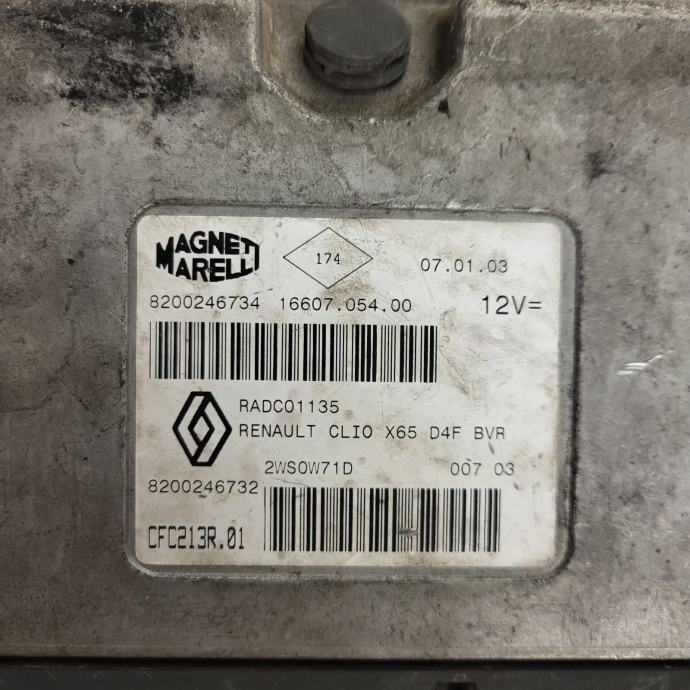 MAGNETI
MARELLI
174
07.01.03
8200246734 16607.054.00 12V=
RADC01135
RENAULT CLIO X65 D4F BVR
2WS0W71D 007 03
8200246732
CFC213R.01